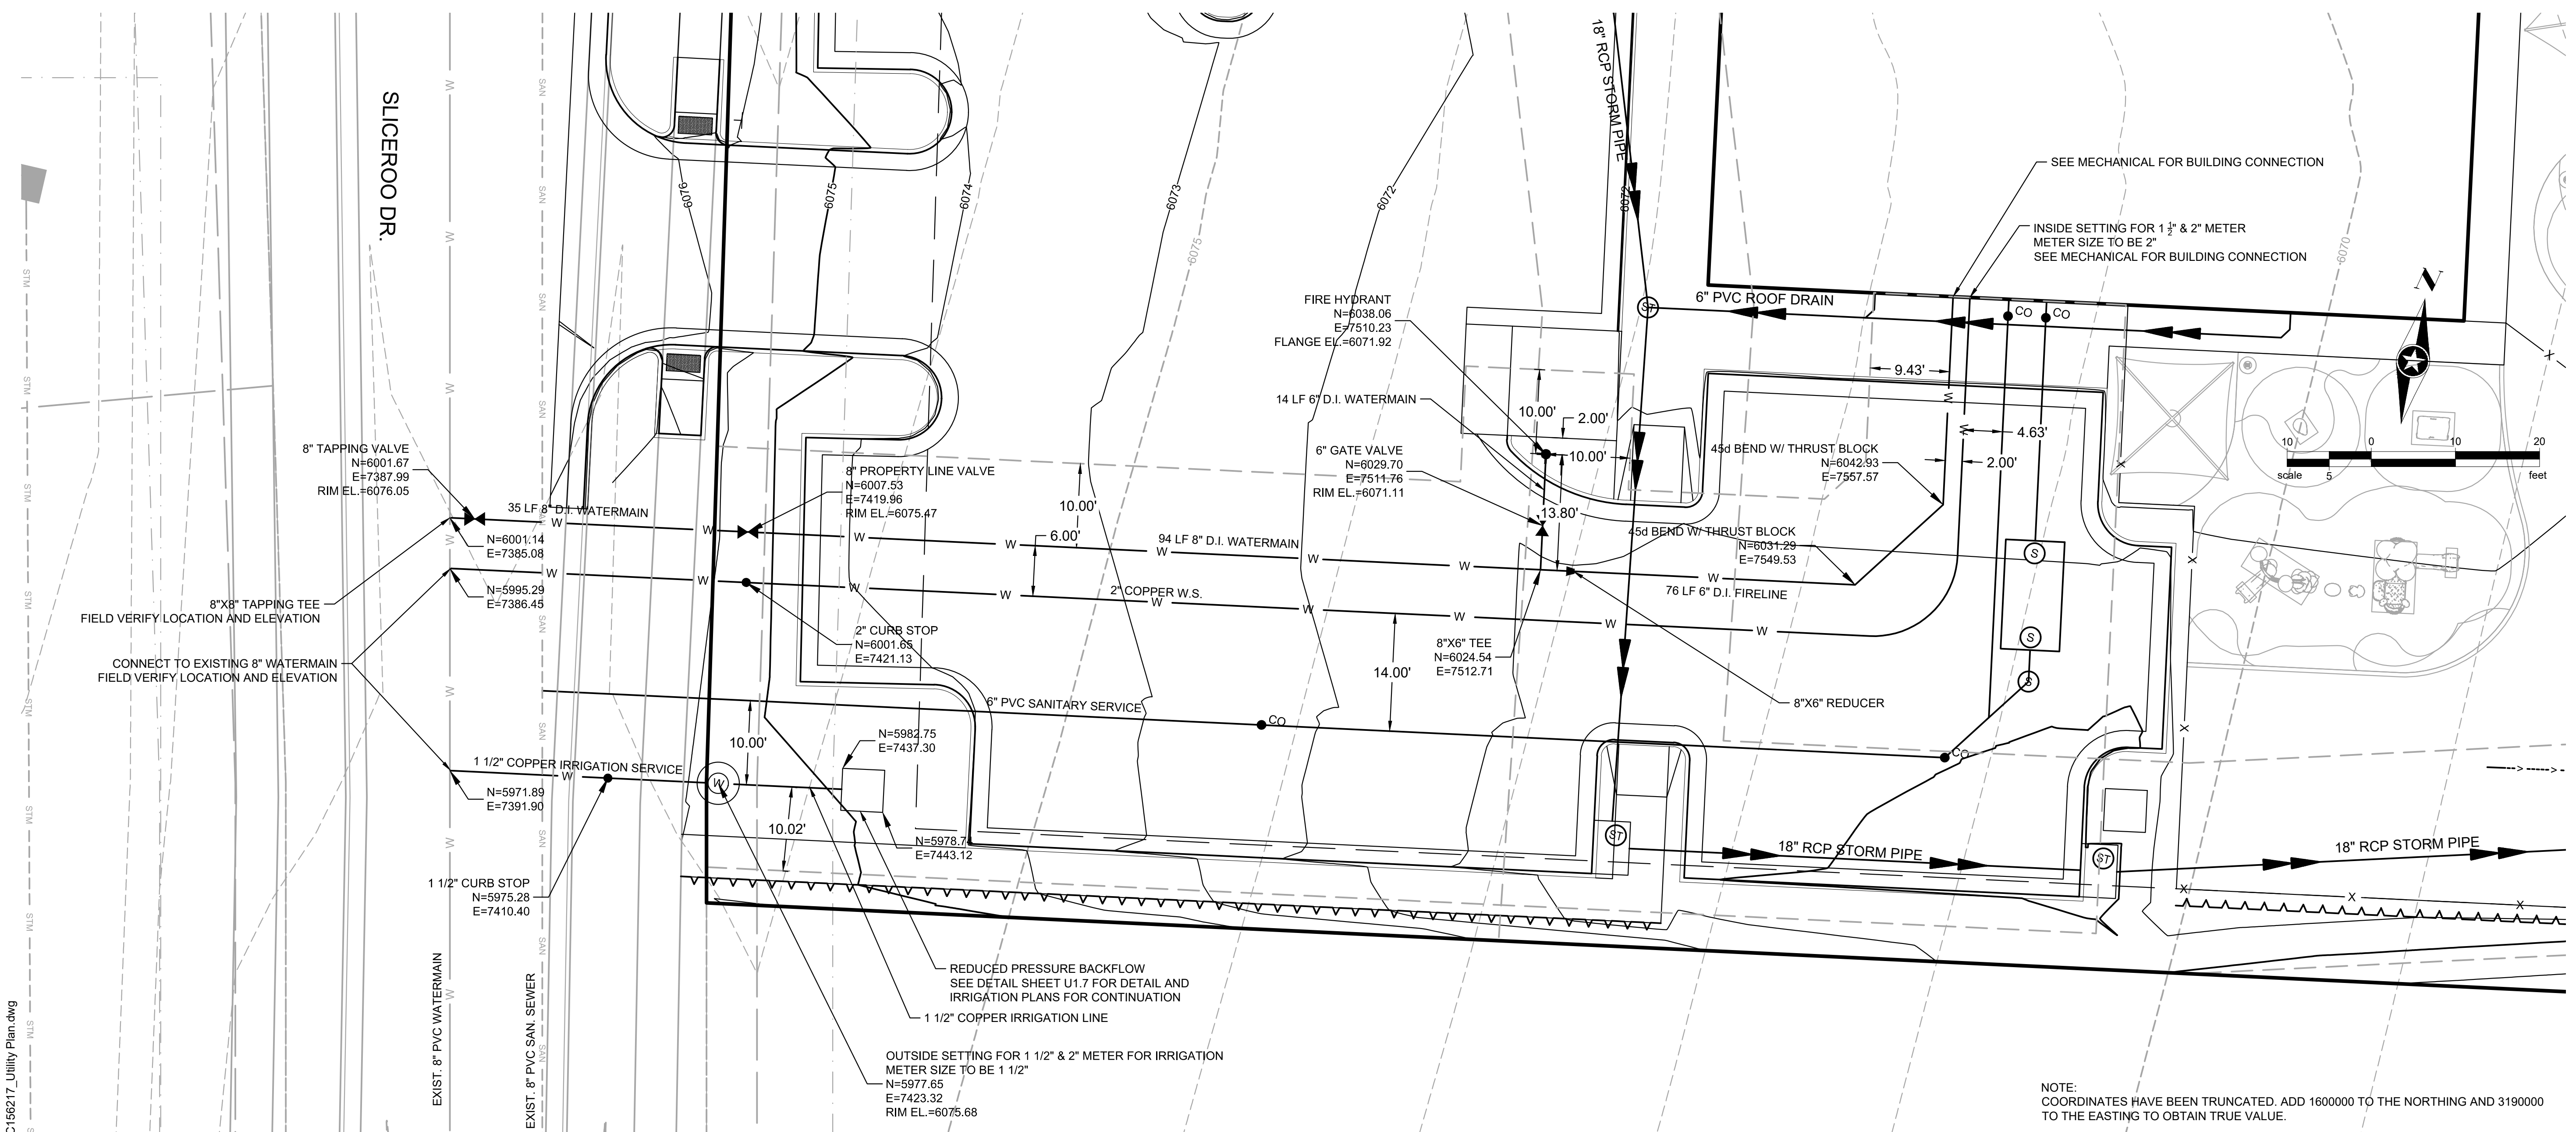 SLICEROO DR.
W
SAN
STM
6076
6075
6074
6073
6075
6072
6072
6070
18" RCP STORM PIPE
SEE MECHANICAL FOR BUILDING CONNECTION
INSIDE SETTING FOR 1 1/2" & 2" METER
METER SIZE TO BE 2"
SEE MECHANICAL FOR BUILDING CONNECTION
N
FIRE HYDRANT
N=6038.06
E=7510.23
FLANGE EL.=6071.92
ST
6" PVC ROOF DRAIN
CO
CO
9.43'
14 LF 6" D.I. WATERMAIN
10.00'
2.00'
10.00'
13.80'
4.63'
2.00'
10 0 10 20
scale 5 feet
6" GATE VALVE
N=6029.70
E=7511.76
RIM EL.=6071.11
45d BEND W/ THRUST BLOCK
N=6042.93
E=7557.57
8" TAPPING VALVE
N=6001.67
E=7387.99
RIM EL.=6076.05
8" PROPERTY LINE VALVE
N=6007.53
E=7419.96
RIM EL.=6075.47
35 LF 8" D.I. WATERMAIN
10.00'
6.00'
94 LF 8" D.I. WATERMAIN
45d BEND W/ THRUST BLOCK
N=6031.29
E=7549.53
N=6001.14
E=7385.08
76 LF 6" D.I. FIRELINE
2" COPPER W.S.
N=5995.29
E=7386.45
8"X8" TAPPING TEE
FIELD VERIFY LOCATION AND ELEVATION
2" CURB STOP
N=6001.65
E=7421.13
8"X6" TEE
N=6024.54
E=7512.71
S
S
S
CONNECT TO EXISTING 8" WATERMAIN
FIELD VERIFY LOCATION AND ELEVATION
14.00'
8"X6" REDUCER
6" PVC SANITARY SERVICE
CO
CO
10.00'
N=5982.75
E=7437.30
1 1/2" COPPER IRRIGATION SERVICE
W
N=5971.89
E=7391.90
10.02'
E=7443.12
ST
18" RCP STORM PIPE
ST
18" RCP STORM PIPE
X
1 1/2" CURB STOP
N=5975.28
E=7410.40
REDUCED PRESSURE BACKFLOW
SEE DETAIL SHEET U1.7 FOR DETAIL AND
IRRIGATION PLANS FOR CONTINUATION
1 1/2" COPPER IRRIGATION LINE
OUTSIDE SETTING FOR 1 1/2" & 2" METER FOR IRRIGATION
METER SIZE TO BE 1 1/2"
N=5977.65
E=7423.32
RIM EL.=6075.68
EXIST. 8" PVC WATERMAIN
EXIST. 8" PVC SAN. SEWER
C156217_Utility Plan.dwg
NOTE:
COORDINATES HAVE BEEN TRUNCATED. ADD 1600000 TO THE NORTHING AND 3190000
TO THE EASTING TO OBTAIN TRUE VALUE.